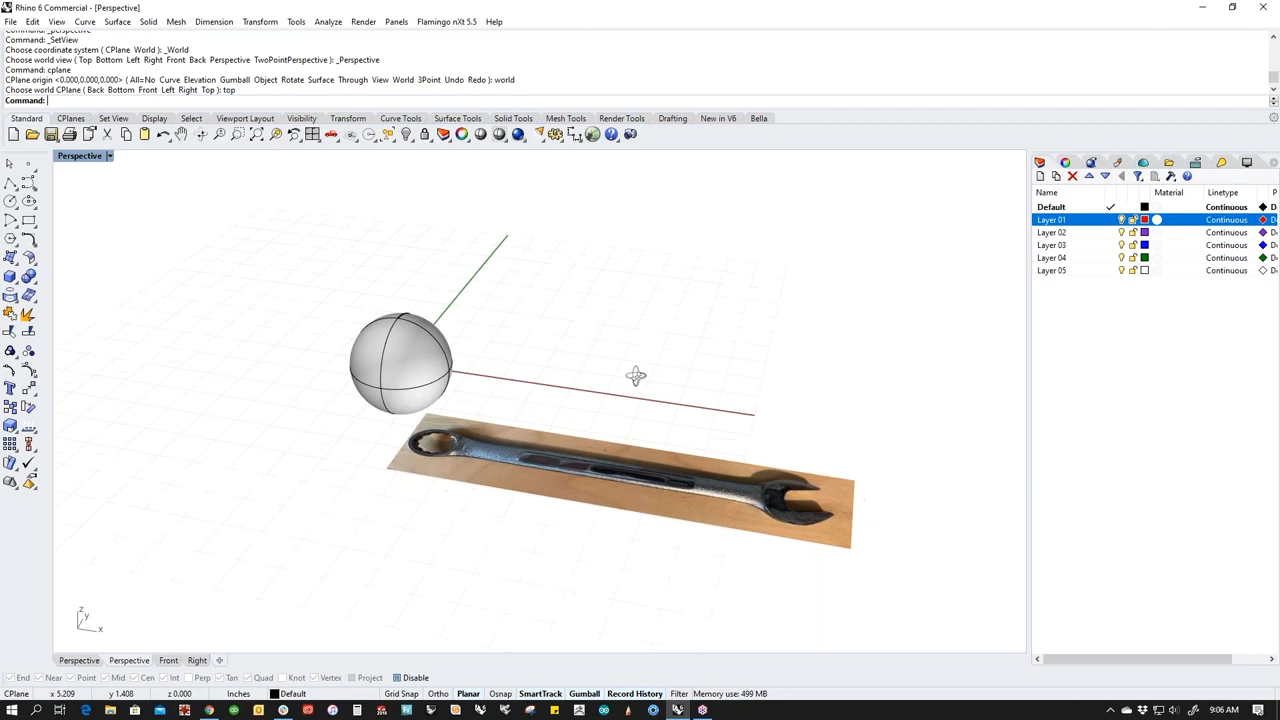 Rhino 6 Commercial - [Perspective]
File Edit View Curve Surface Solid Mesh Dimension Transform Tools Analyze Render Panels Flamingo nXt 5.5 Help
Command: _SetView
Choose coordinate system ( CPlane World ): _World
Choose world view ( Top Bottom Left Right Front Back Perspective TwoPointPerspective ): _Perspective
Command: cplane
CPlane origin <0.000,0.000,0.000> ( All=No Curve Elevation Gumball Object Rotate Surface Through View World 3Point Undo Redo ): world
Choose world CPlane ( Back Bottom Front Left Right Top ): top
Command:
Standard CPlanes Set View Display Select Viewport Layout Visibility Transform Curve Tools Surface Tools Solid Tools Mesh Tools Render Tools Drafting New in V6 Bella
Perspective
Name Material Linetype P
Default Continuous
Layer 01 Continuous
Layer 02 Continuous
Layer 03 Continuous
Layer 04 Continuous
Layer 05 Continuous
z
y
x
Perspective Perspective Front Right
End Near Point Mid Cen Int Perp Tan Quad Knot Vertex Project Disable
CPlane x 5.209 y 1.408 z 0.000 Inches Default Grid Snap Ortho Planar Osnap SmartTrack Gumball Record History Filter Memory use: 499 MB
9:06 AM